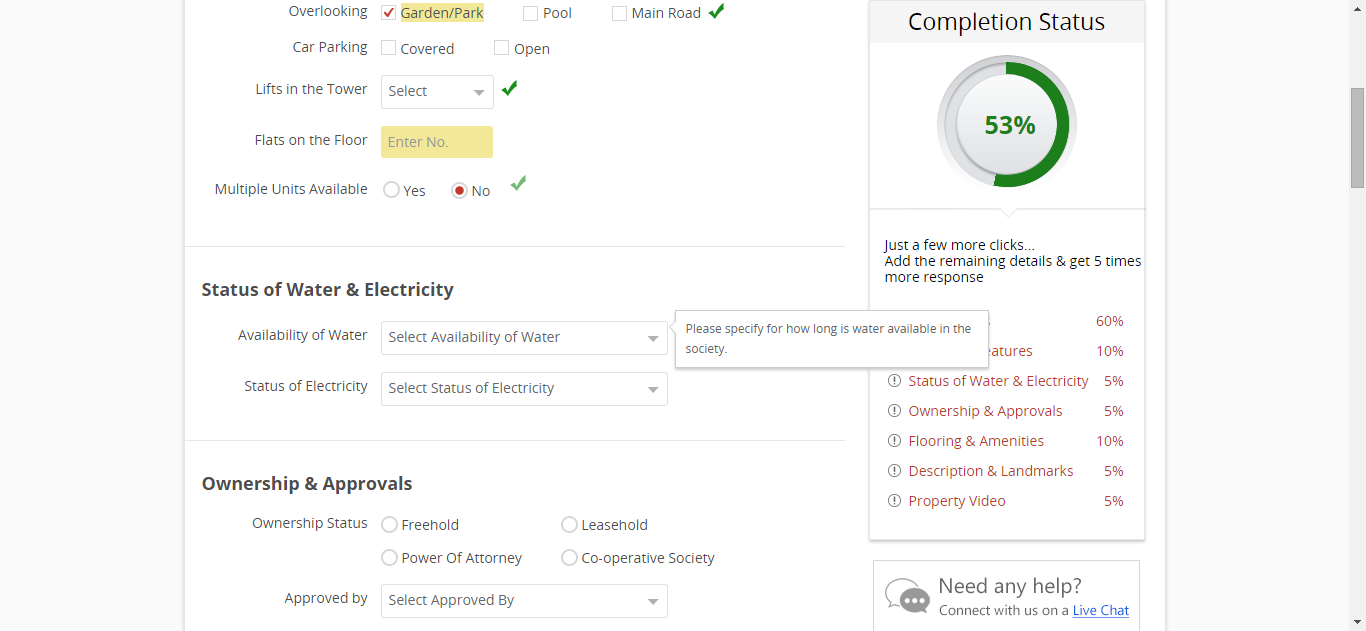 Overlooking Garden/Park Pool Main Road
Car Parking Covered Open
Lifts in the Tower Select
Flats on the Floor Enter No.
Multiple Units Available Yes No
Status of Water & Electricity
Availability of Water Select Availability of Water
Please specify for how long is water available in the
society.
Status of Electricity Select Status of Electricity
Ownership & Approvals
Ownership Status Freehold Leasehold
Power Of Attorney Co-operative Society
Approved by Select Approved By
Completion Status
53%
Just a few more clicks...
Add the remaining details & get 5 times
more response
60%
10%
Status of Water & Electricity 5%
Ownership & Approvals 5%
Flooring & Amenities 10%
Description & Landmarks 5%
Property Video 5%
Need any help?
Connect with us on a Live Chat